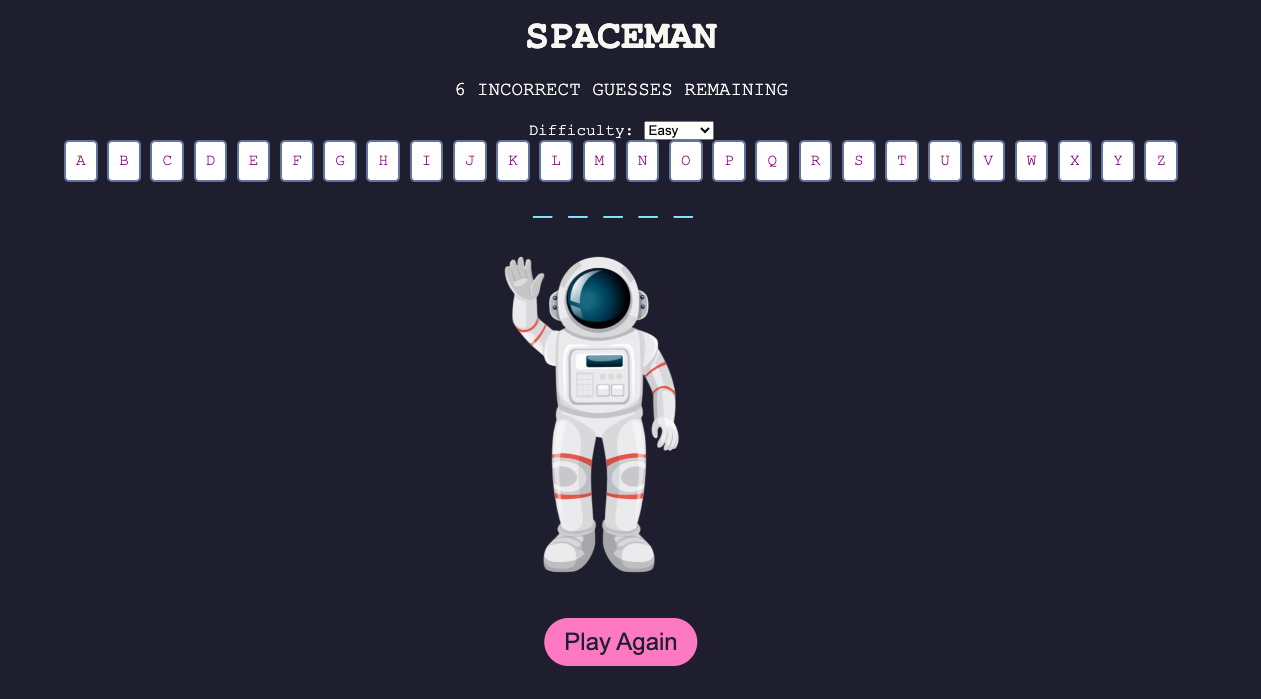 SPACEMAN
6 INCORRECT GUESSES REMAINING
Difficulty: Easy
A B C D E F G H I J K L M N O P Q R S T U V W X Y Z
_ _ _ _ _
Play Again